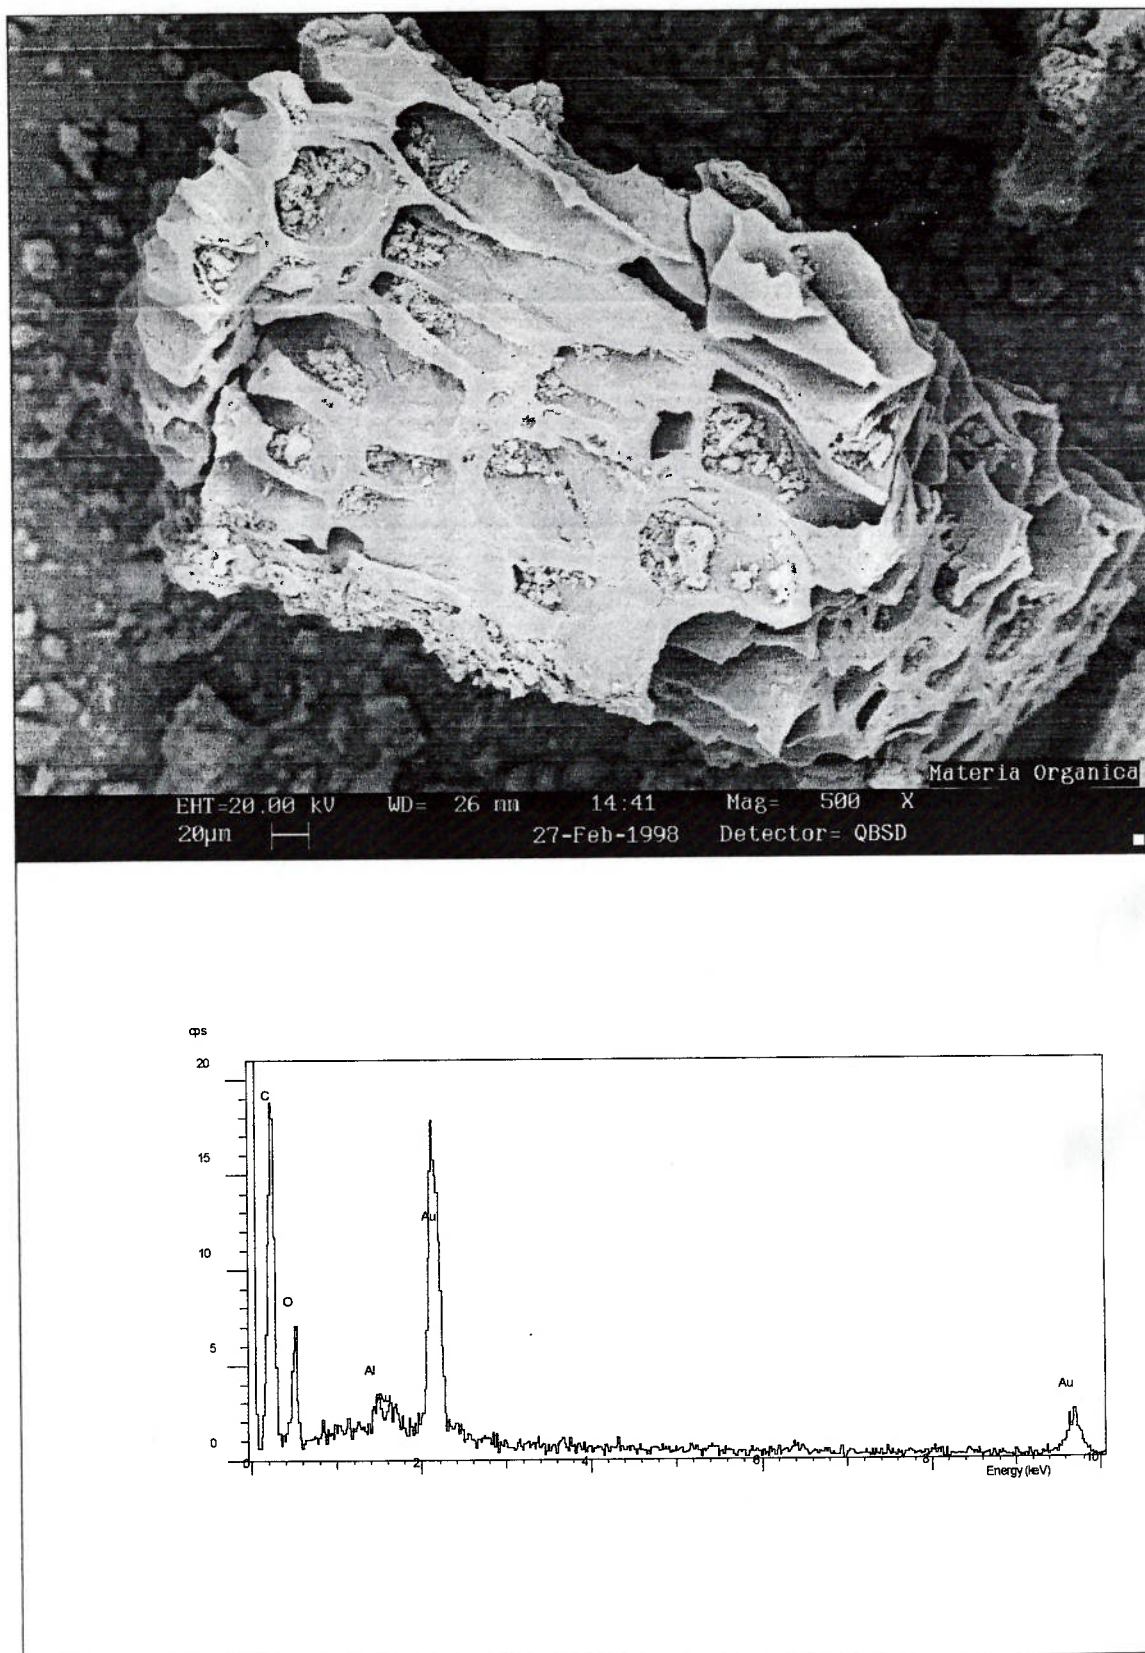 Materia Organica
EHT=20.00 kV WD= 26 mm 14:41 Mag= 500 X
20µm 27-Feb-1998 Detector= QBSD
cps
20
C
15
Au
10
O
5
Al
Au
Au
0
0 2 4 6 8 10
Energy (keV)